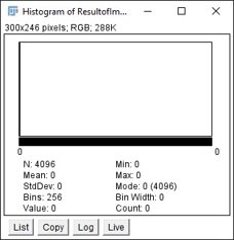 Histogram of ResultofIm...
300x246 pixels; RGB; 288K
0 0
N: 4096 Min: 0
Mean: 0 Max: 0
StdDev: 0 Mode: 0 (4096)
Bins: 256 Bin Width: 0
Value: 0 Count: 0
List Copy Log Live